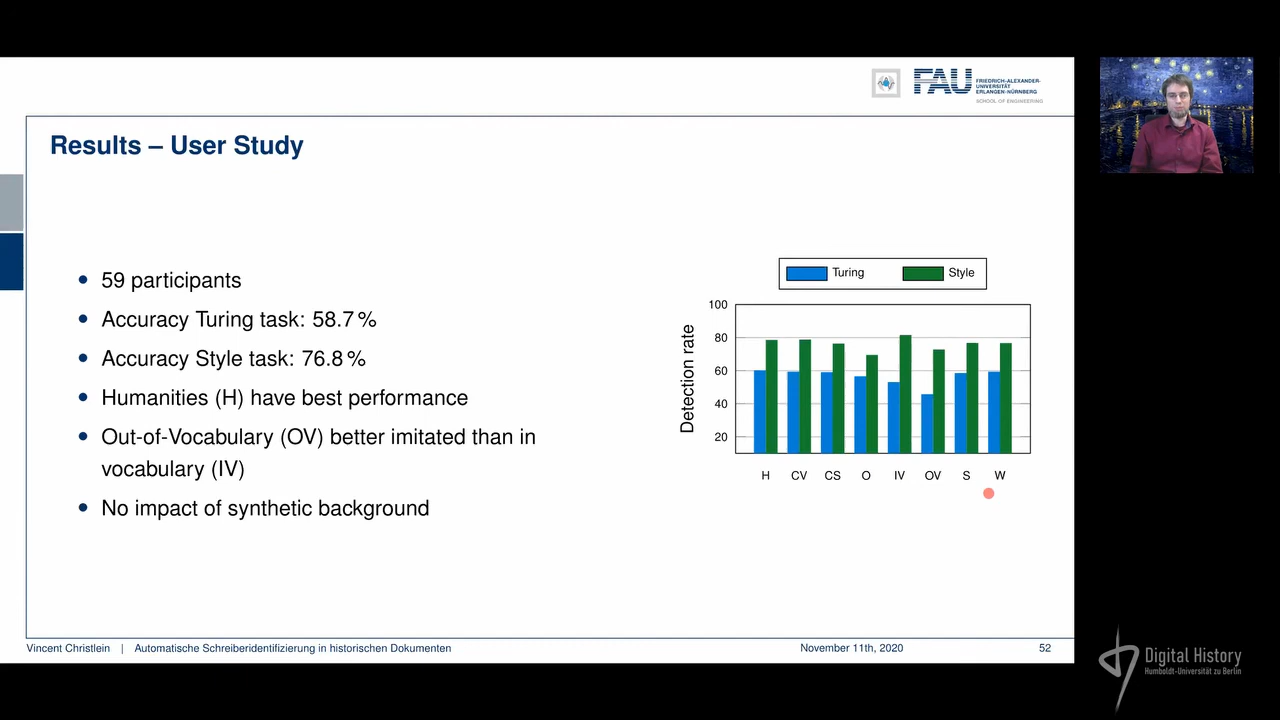 FAU
FRIEDRICH-ALEXANDER-
UNIVERSITÄT
ERLANGEN-NÜRNBERG
SCHOOL OF ENGINEERING
Results – User Study
• 59 participants
• Accuracy Turing task: 58.7 %
• Accuracy Style task: 76.8 %
• Humanities (H) have best performance
• Out-of-Vocabulary (OV) better imitated than in
vocabulary (IV)
• No impact of synthetic background
Turing Style
Detection rate
100
80
60
40
20
H CV CS O IV OV S W
Vincent Christlein | Automatische Schreiberidentifizierung in historischen Dokumenten November 11th, 2020 52
Digital History
Humboldt-Universität zu Berlin